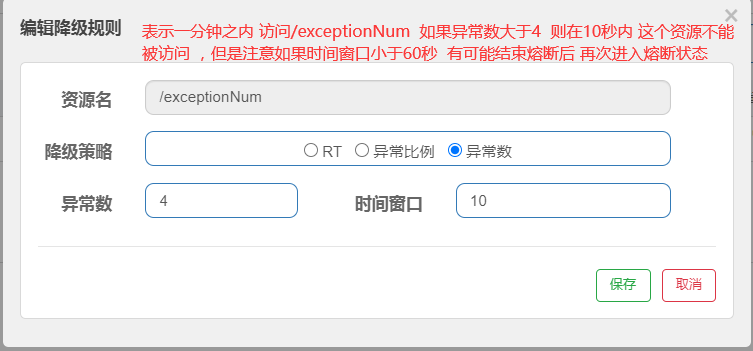 编辑降级规则
表示一分钟之内 访问/exceptionNum 如果异常数大于4 则在10秒内 这个资源不能
被访问 ，但是注意如果时间窗口小于60秒 有可能结束熔断后 再次进入熔断状态
×
资源名 /exceptionNum
降级策略 RT 异常比例 异常数
异常数 4 时间窗口 10
保存 取消